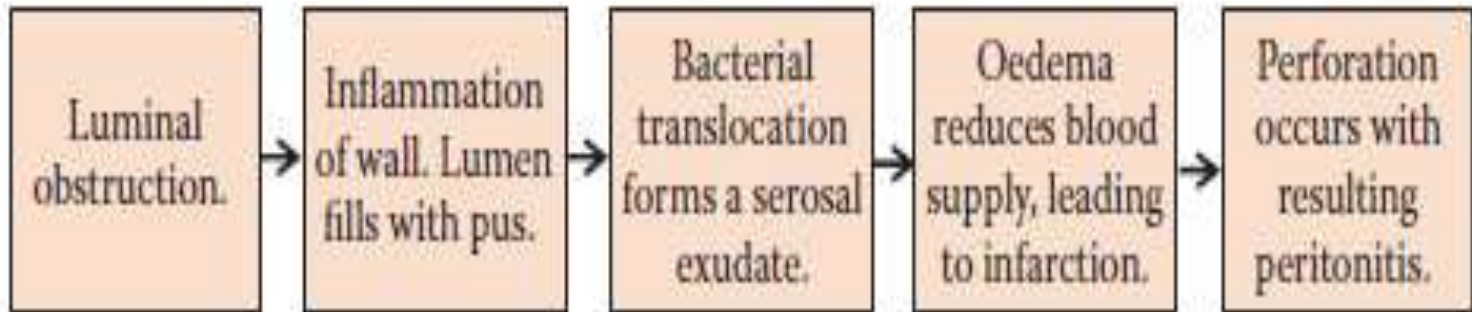 Luminal
obstruction.
Inflammation
of wall. Lumen
fills with pus.
Bacterial
translocation
forms a serosal
exudate.
Oedema
reduces blood
supply, leading
to infarction.
Perforation
occurs with
resulting
peritonitis.